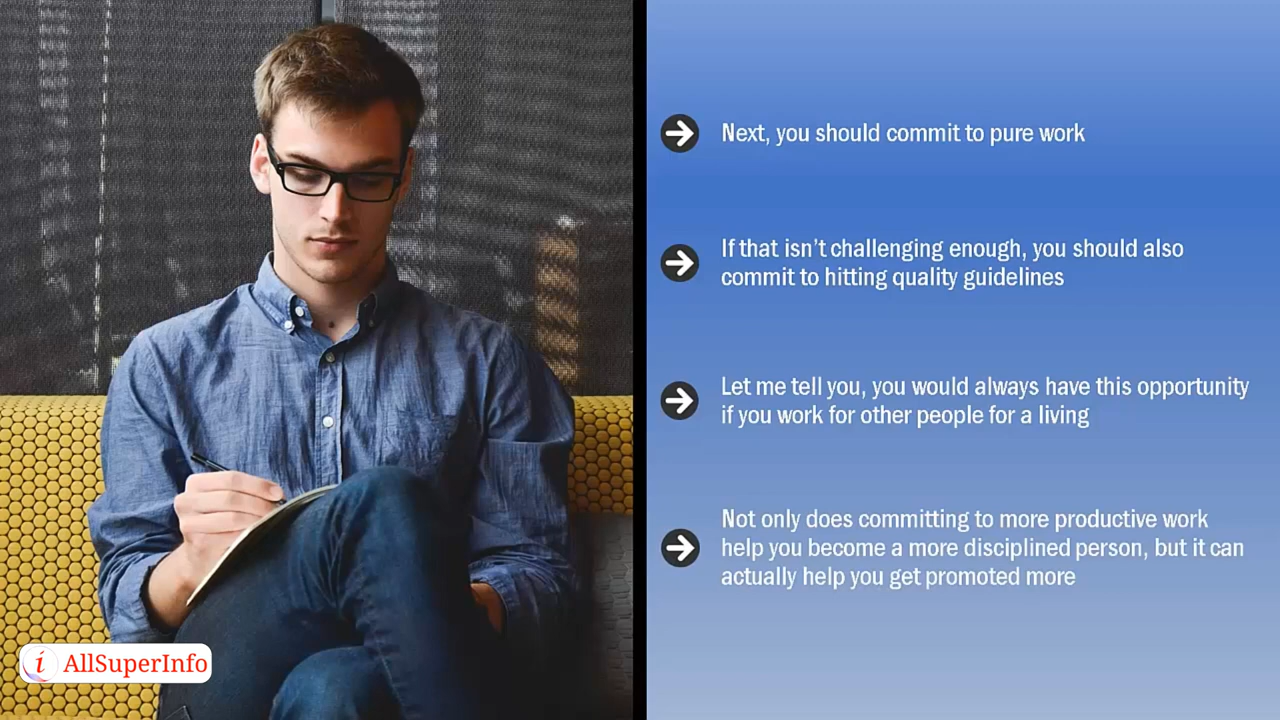 Next, you should commit to pure work
If that isn't challenging enough, you should also
commit to hitting quality guidelines
Let me tell you, you would always have this opportunity
if you work for other people for a living
Not only does committing to more productive work
help you become a more disciplined person, but it can
actually help you get promoted more
i AllSuperInfo